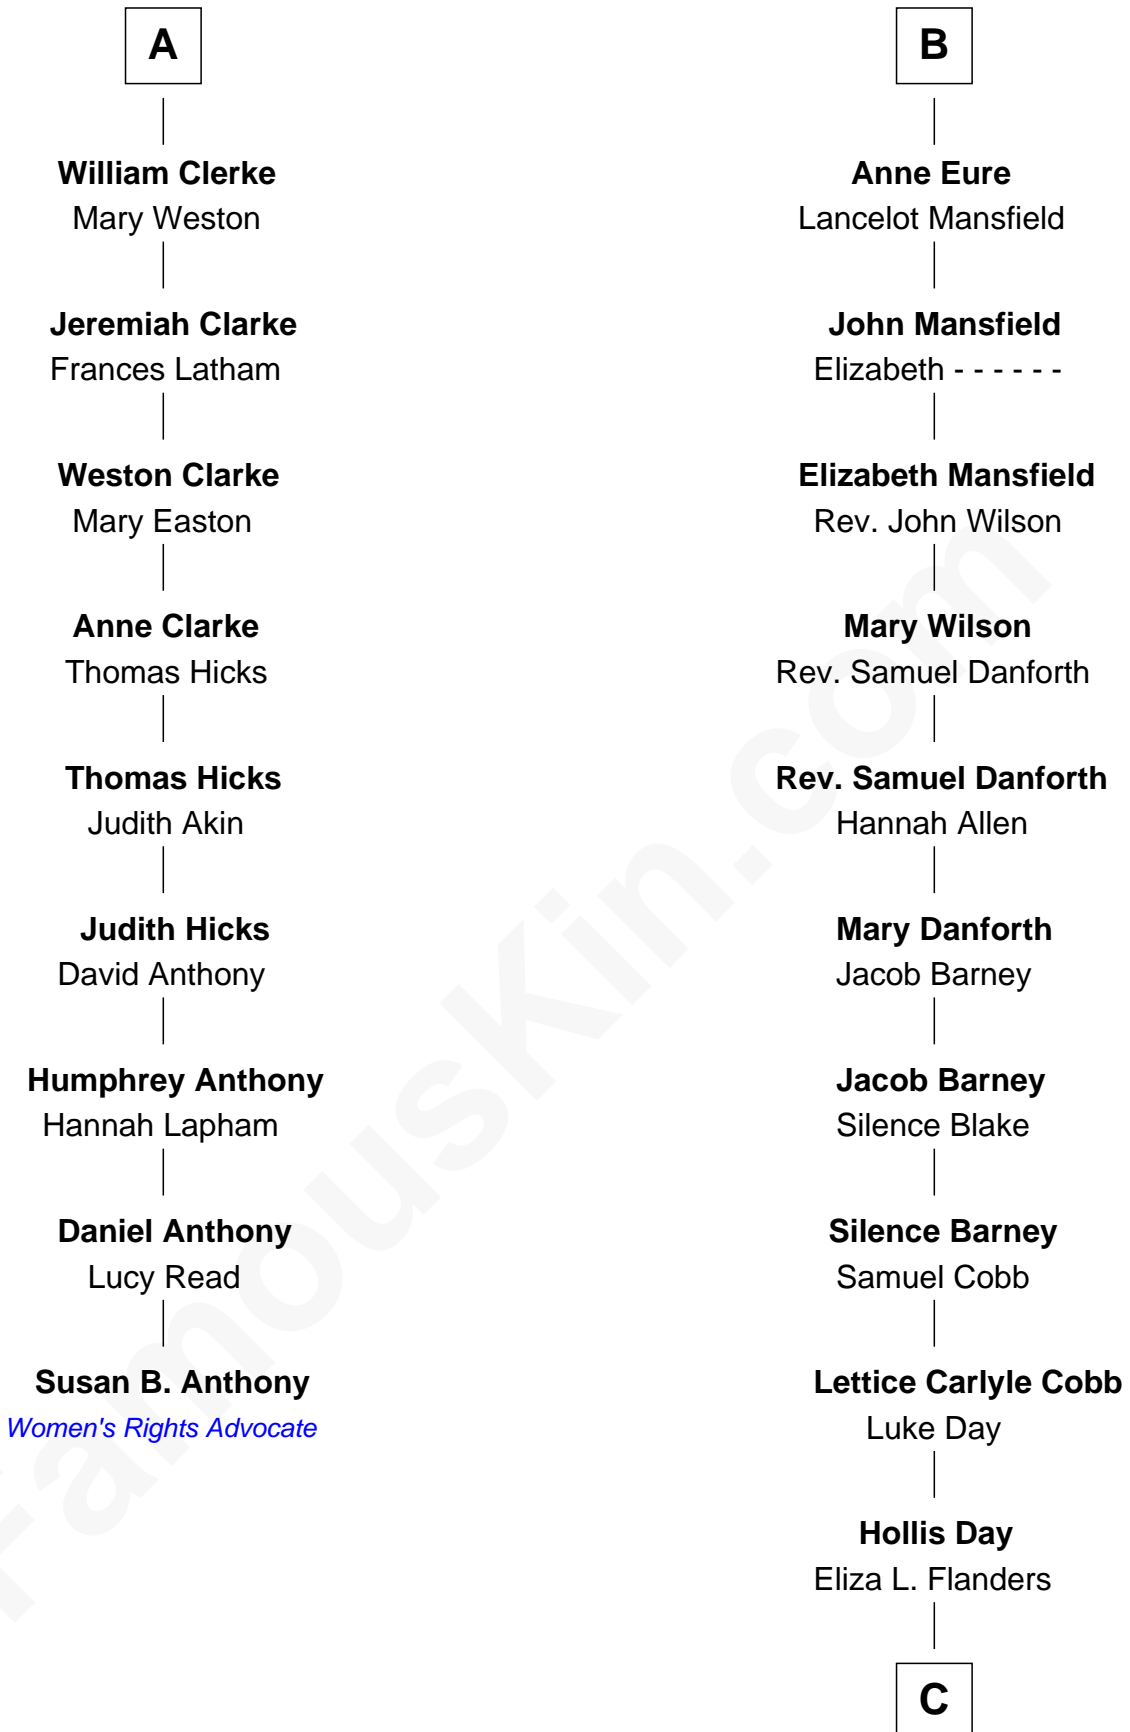 A
William Clerke
Mary Weston
Jeremiah Clarke
Frances Latham
Weston Clarke
Mary Easton
Anne Clarke
Thomas Hicks
Thomas Hicks
Judith Akin
Judith Hicks
David Anthony
Humphrey Anthony
Hannah Lapham
Daniel Anthony
Lucy Read
Susan B. Anthony
Women's Rights Advocate
B
Anne Eure
Lancelot Mansfield
John Mansfield
Elizabeth - - - - - -
Elizabeth Mansfield
Rev. John Wilson
Mary Wilson
Rev. Samuel Danforth
Rev. Samuel Danforth
Hannah Allen
Mary Danforth
Jacob Barney
Jacob Barney
Silence Blake
Silence Barney
Samuel Cobb
Lettice Carlyle Cobb
Luke Day
Hollis Day
Eliza L. Flanders
C
FamousKin.com